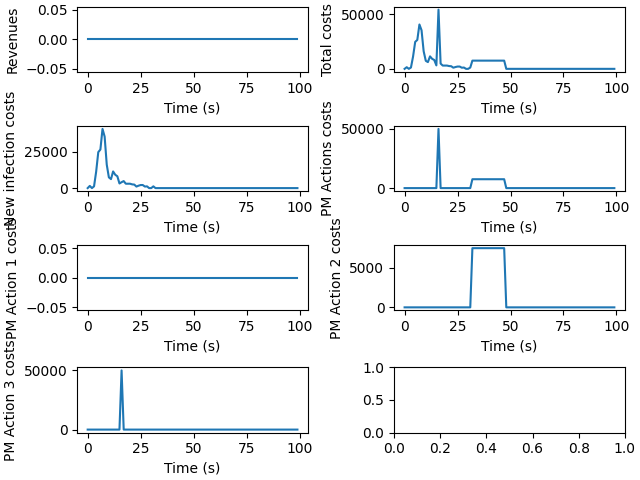 Revenues
0.05
0.00
−0.05
0 25 50 75 100
Time (s)
Total costs
50000
0
0 25 50 75 100
Time (s)
New infection costs
25000
0
0 25 50 75 100
Time (s)
PM Actions costs
50000
0
0 25 50 75 100
Time (s)
PM Action 1 costs
0.05
0.00
−0.05
0 25 50 75 100
Time (s)
PM Action 2 costs
5000
0
0 25 50 75 100
Time (s)
PM Action 3 costs
50000
0
0 25 50 75 100
Time (s)
1.0
0.5
0.0
0.0 0.2 0.4 0.6 0.8 1.0